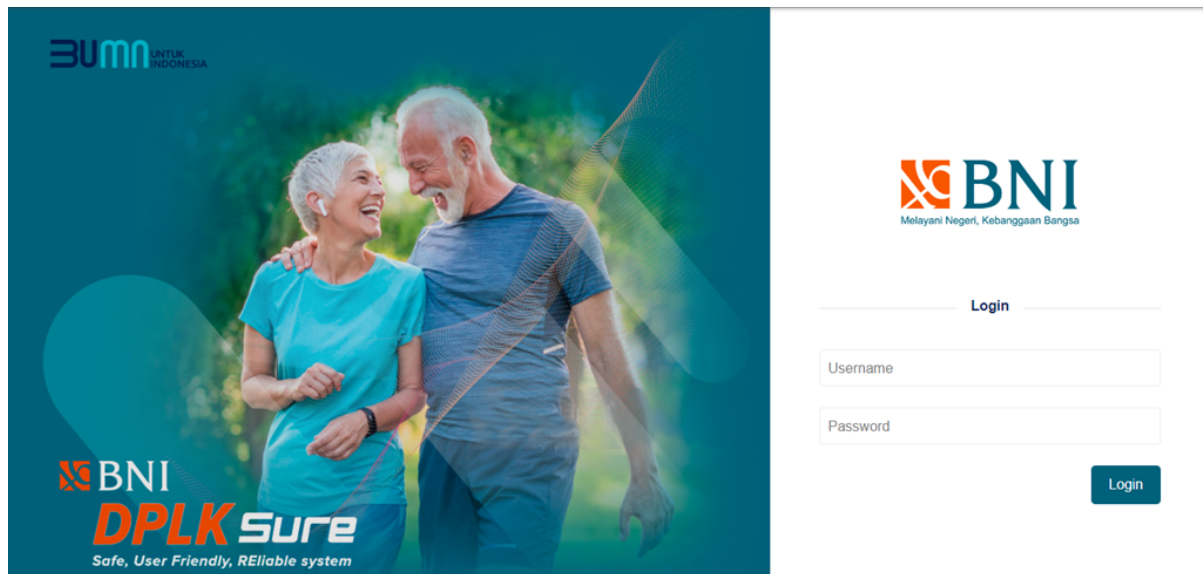 BUMN UNTUK
INDONESIA
BNI
DPLK Sure
Safe, User Friendly, REliable system
BNI
Melayani Negeri, Kebanggaan Bangsa
Login
Username
Password
Login